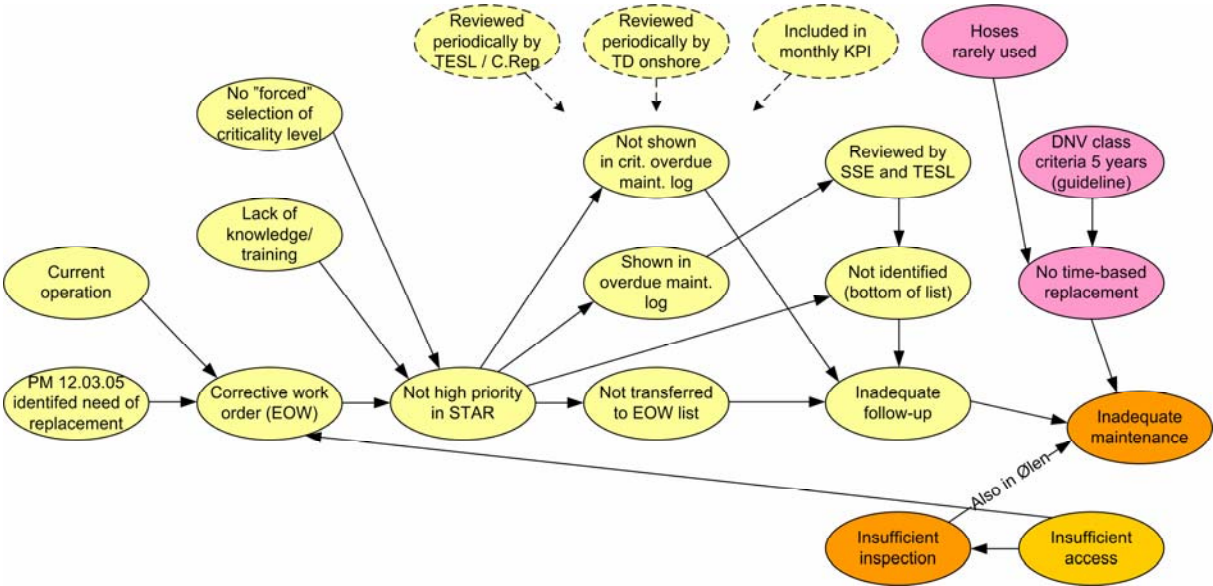 Reviewed
periodically by
TESL / C.Rep
Reviewed
periodically by
TD onshore
Included in
monthly KPI
Hoses
rarely used
No "forced"
selection of
criticality level
Not shown
in crit. overdue
maint. log
Reviewed by
SSE and TESL
DNV class
criteria 5 years
(guideline)
Lack of
knowledge/
training
Current
operation
Shown in
overdue maint.
log
Not identified
(bottom of list)
No time-based
replacement
PM 12.03.05
identifed need of
replacement
Corrective work
order (EOW)
Not high priority
in STAR
Not transferred
to EOW list
Inadequate
follow-up
Inadequate
maintenance
Also in Ølen
Insufficient
inspection
Insufficient
access